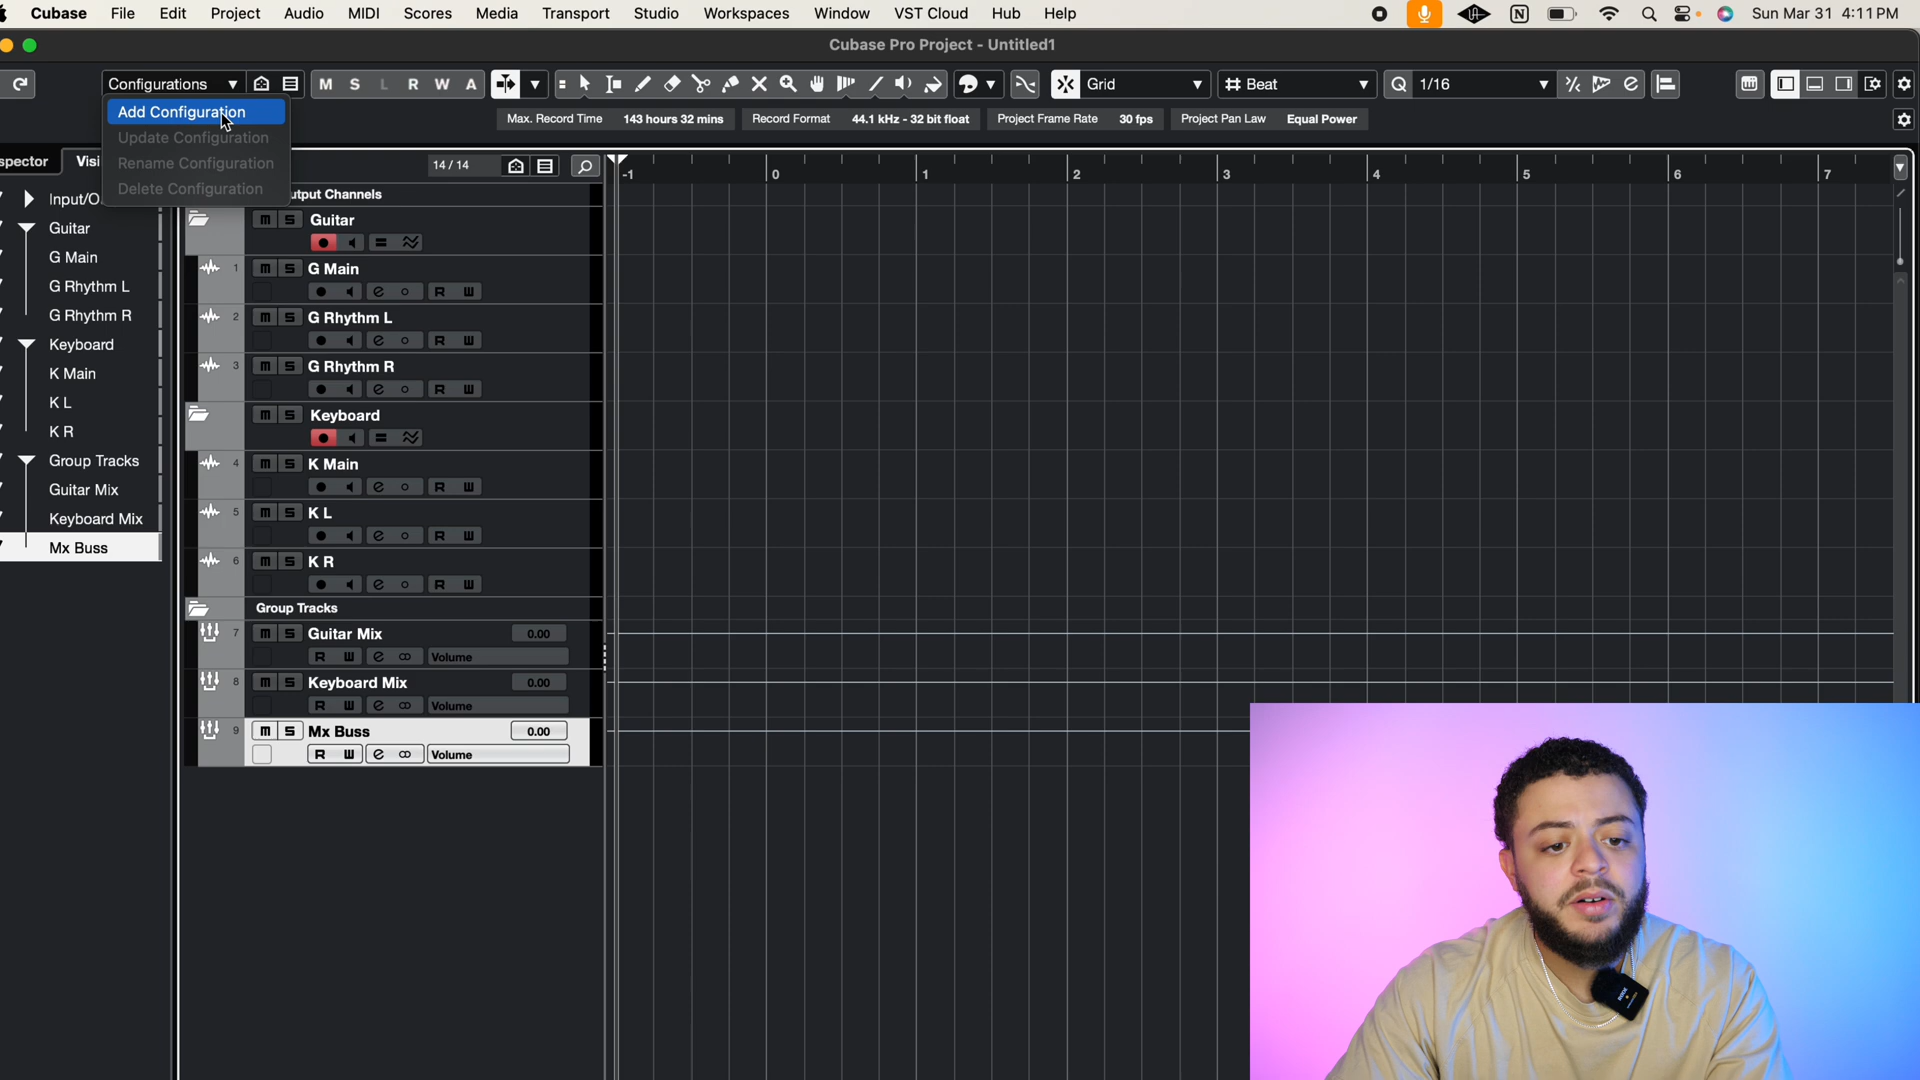 Cubase File Edit Project Audio MIDI Scores Media Transport Studio Workspaces Window VST Cloud Hub Help Sun Mar 31 4:11 PM
Cubase Pro Project - Untitled1
Configurations M S L R W A Grid Beat Q 1/16
Add Configuration
Update Configuration
Rename Configuration
Delete Configuration
Max. Record Time 143 hours 32 mins Record Format 44.1 kHz - 32 bit float Project Frame Rate 30 fps Project Pan Law Equal Power
spector Visi 14 / 14
-1 0 1 2 3 4 5 6 7
Input/O
Guitar
G Main
G Rhythm L
G Rhythm R
Keyboard
K Main
K L
K R
Group Tracks
Guitar Mix
Keyboard Mix
Mx Buss
utput Channels
m S Guitar
1 m S G Main
e R W
2 m S G Rhythm L
e R W
3 m S G Rhythm R
e R W
m S Keyboard
4 m S K Main
e R W
5 m S K L
e R W
6 m S K R
e R W
Group Tracks
7 m S Guitar Mix 0.00
R W e Volume
8 m S Keyboard Mix 0.00
R W e Volume
9 m S Mx Buss 0.00
R W e Volume